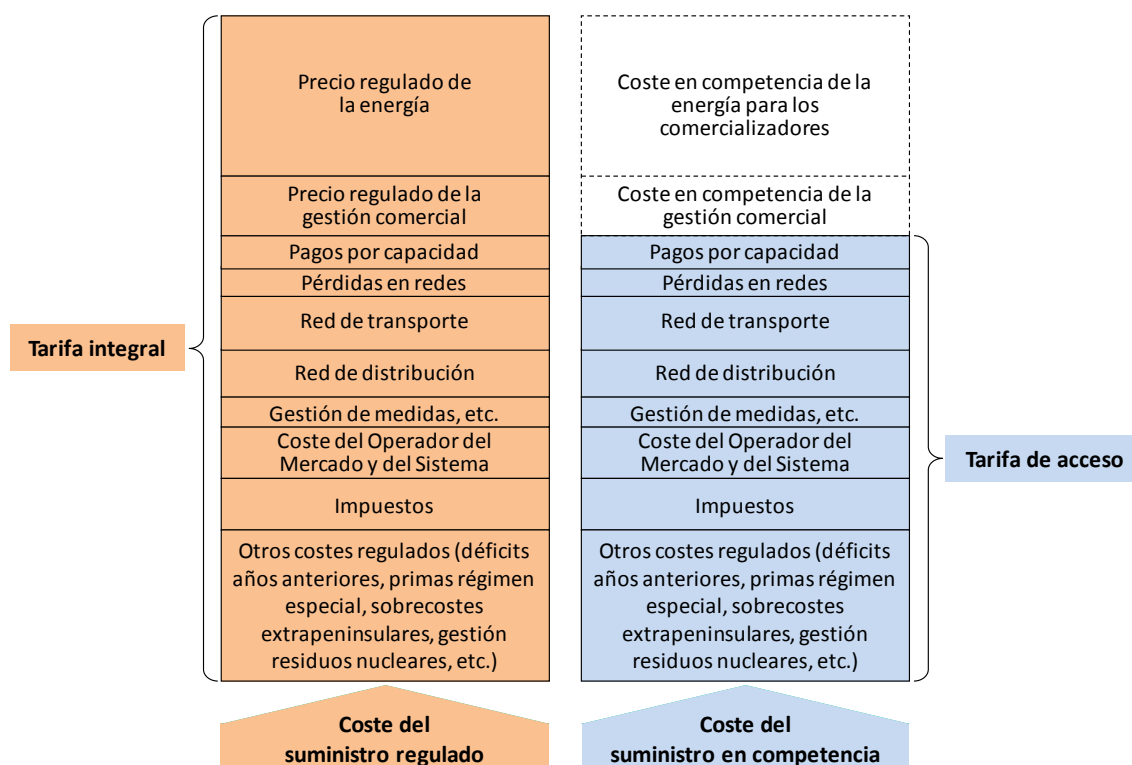 Precio regulado de
la energía
Precio regulado de la
gestión comercial
Pagos por capacidad
Pérdidas en redes
Red de transporte
Red de distribución
Gestión de medidas, etc.
Coste del Operador del
Mercado y del Sistema
Impuestos
Otros costes regulados (déficits
años anteriores, primas régimen
especial, sobrecostes
extrapeninsulares, gestión
residuos nucleares, etc.)
Tarifa integral
Coste del
suministro regulado
Coste en competencia de la
energía para los
comercializadores
Coste en competencia de la
gestión comercial
Pagos por capacidad
Pérdidas en redes
Red de transporte
Red de distribución
Gestión de medidas, etc.
Coste del Operador del
Mercado y del Sistema
Impuestos
Otros costes regulados (déficits
años anteriores, primas régimen
especial, sobrecostes
extrapeninsulares, gestión
residuos nucleares, etc.)
Tarifa de acceso
Coste del
suministro en competencia